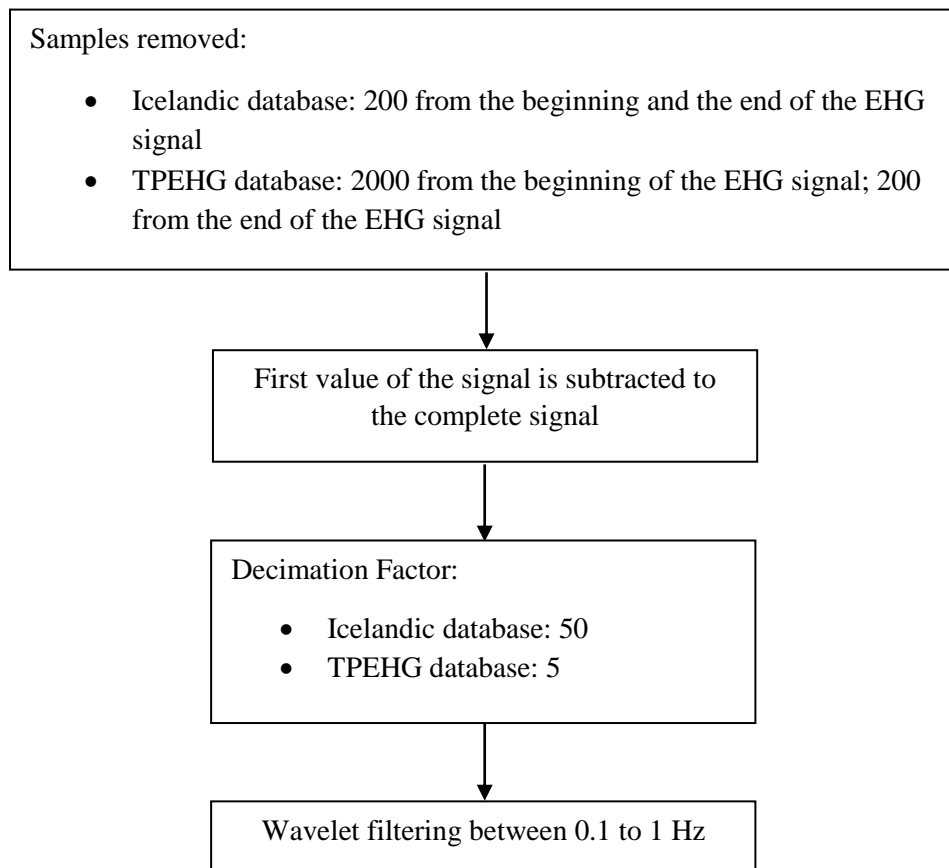 Samples removed:
• Icelandic database: 200 from the beginning and the end of the EHG
signal
• TPEHG database: 2000 from the beginning of the EHG signal; 200
from the end of the EHG signal
First value of the signal is subtracted to
the complete signal
Decimation Factor:
• Icelandic database: 50
• TPEHG database: 5
Wavelet filtering between 0.1 to 1 Hz